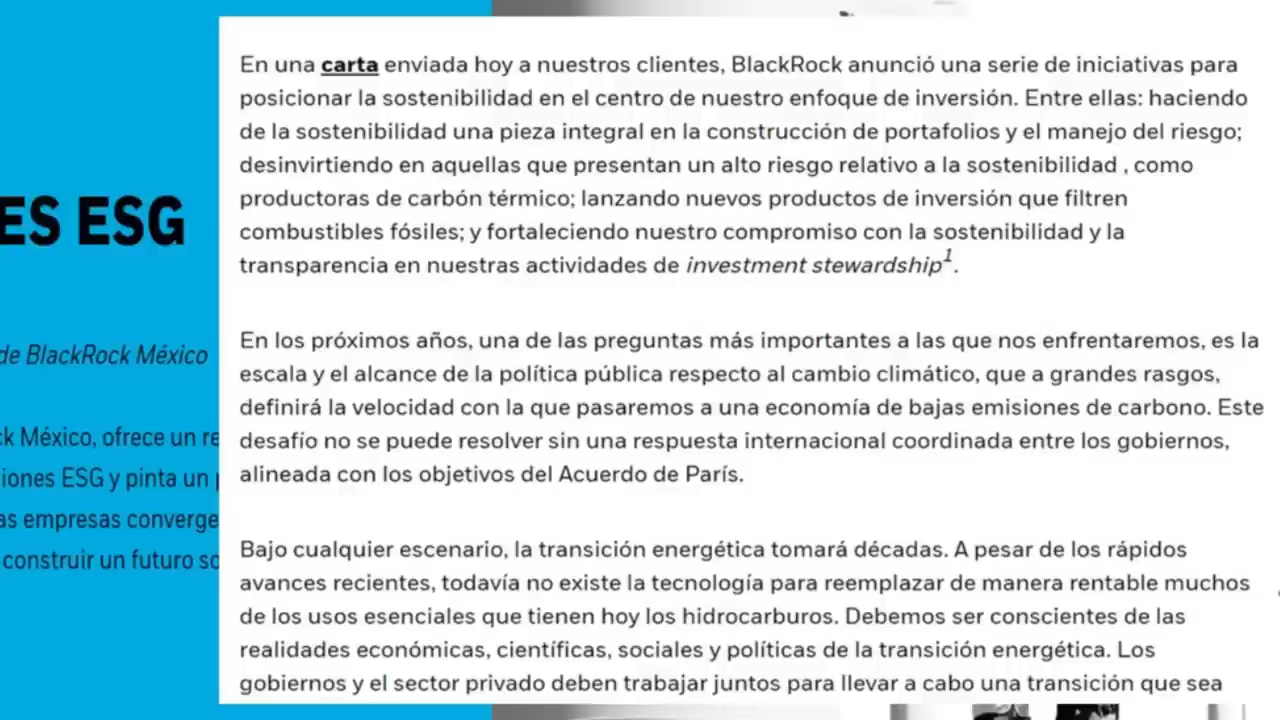 ES ESG
de BlackRock México
México, ofrece un
ESG y pinta un
empresas
construir un futuro
En una carta enviada hoy a nuestros clientes, BlackRock anunció una serie de iniciativas para
posicionar la sostenibilidad en el centro de nuestro enfoque de inversión. Entre ellas: haciendo
de la sostenibilidad una pieza integral en la construcción de portafolios y el manejo del riesgo;
desinvirtiendo en aquellas que presentan un alto riesgo relativo a la sostenibilidad , como
productoras de carbón térmico; lanzando nuevos productos de inversión que filtren
combustibles fósiles; y fortaleciendo nuestro compromiso con la sostenibilidad y la
transparencia en nuestras actividades de investment stewardship1.
En los próximos años, una de las preguntas más importantes a las que nos enfrentaremos, es la
escala y el alcance de la política pública respecto al cambio climático, que a grandes rasgos,
definirá la velocidad con la que pasaremos a una economía de bajas emisiones de carbono. Este
desafío no se puede resolver sin una respuesta internacional coordinada entre los gobiernos,
alineada con los objetivos del Acuerdo de París.
Bajo cualquier escenario, la transición energética tomará décadas. A pesar de los rápidos
avances recientes, todavía no existe la tecnología para reemplazar de manera rentable muchos
de los usos esenciales que tienen hoy los hidrocarburos. Debemos ser conscientes de las
realidades económicas, científicas, sociales y políticas de la transición energética. Los
gobiernos y el sector privado deben trabajar juntos para llevar a cabo una transición que sea